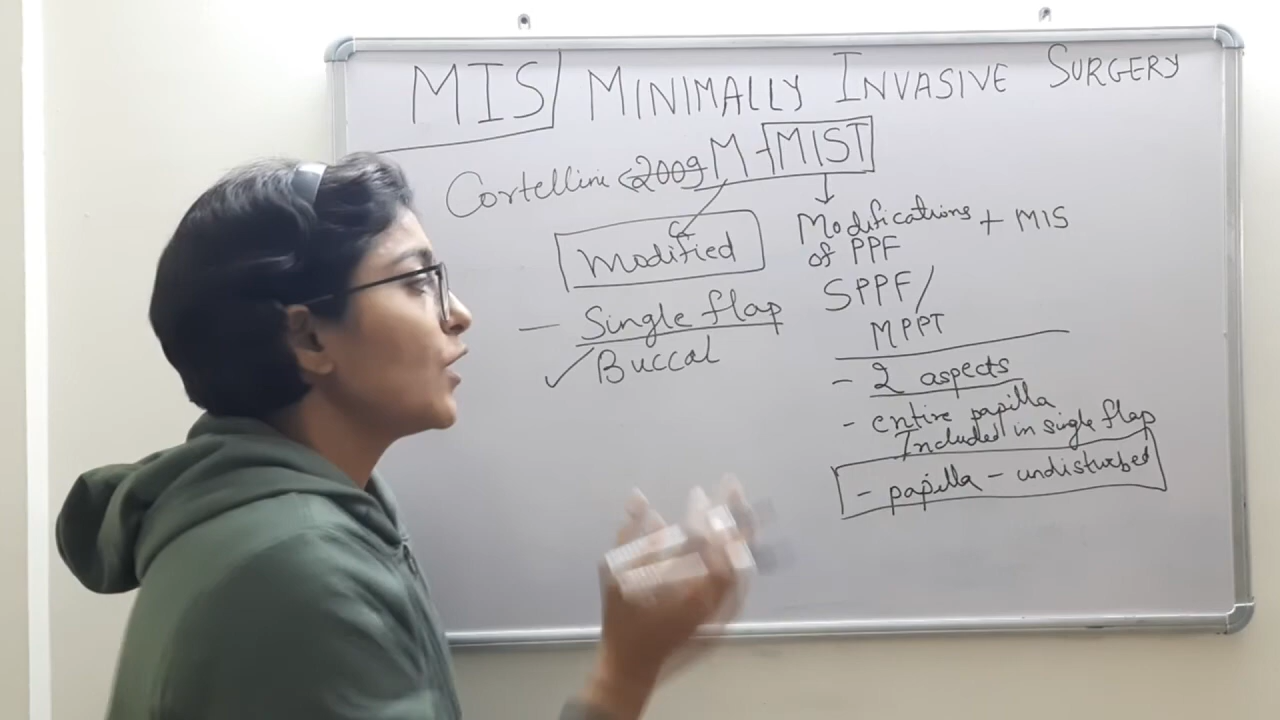 MIS/ MINIMALLY INVASIVE SURGERY
Cortellini <2009 M-MIST
Modified
- Single flap
✓ Buccal
Modifications + MIS
of PPF
SPPF/
MPPT
- 2 aspects
- entire papilla
Included in single flap
- papilla - undisturbed